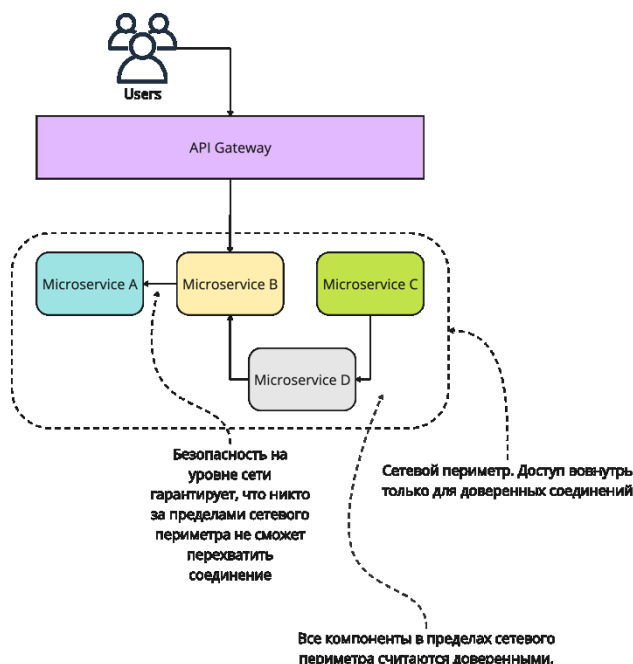 Users
API Gateway
Microservice A
Microservice B
Microservice C
Microservice D
Безопасность на
уровне сети
гарантирует, что никто
за пределами сетевого
периметра не сможет
перехватить
соединение
Сетевой периметр. Доступ вовнутрь
только для доверенных соединений
Все компоненты в пределах сетевого
периметра считаются доверенными.